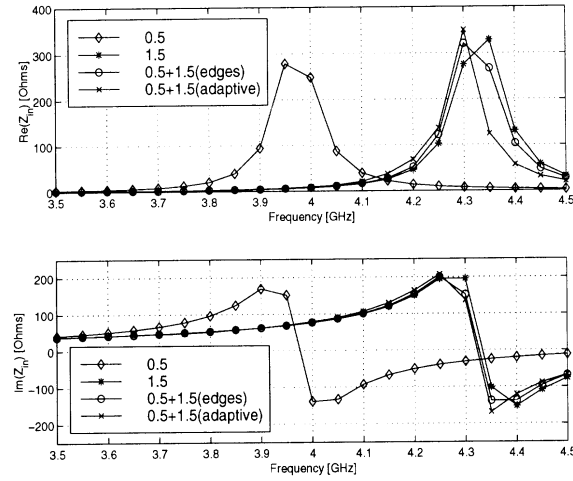 400
300
200
100
0
Re(Z_in) [Ohms]
0.5
1.5
0.5+1.5(edges)
0.5+1.5(adaptive)
3.5 3.6 3.7 3.8 3.9 4 4.1 4.2 4.3 4.4 4.5
Frequency [GHz]
200
100
0
-100
-200
Im(Z_in) [Ohms]
0.5
1.5
0.5+1.5(edges)
0.5+1.5(adaptive)
3.5 3.6 3.7 3.8 3.9 4 4.1 4.2 4.3 4.4 4.5
Frequency [GHz]